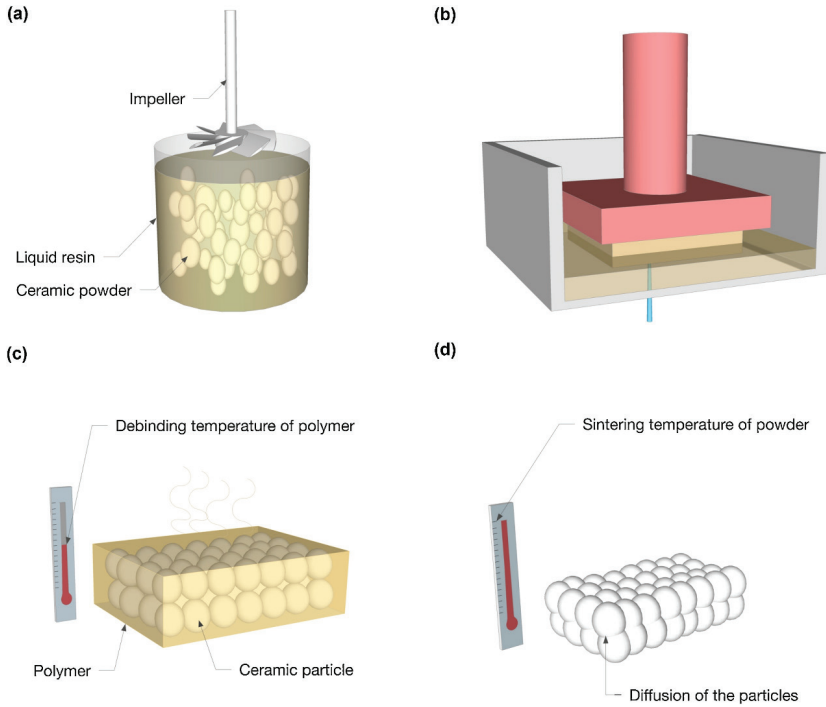 (a)
Impeller
Liquid resin
Ceramic powder
(b)
(c)
Debinding temperature of polymer
Polymer
Ceramic particle
(d)
Sintering temperature of powder
Diffusion of the particles